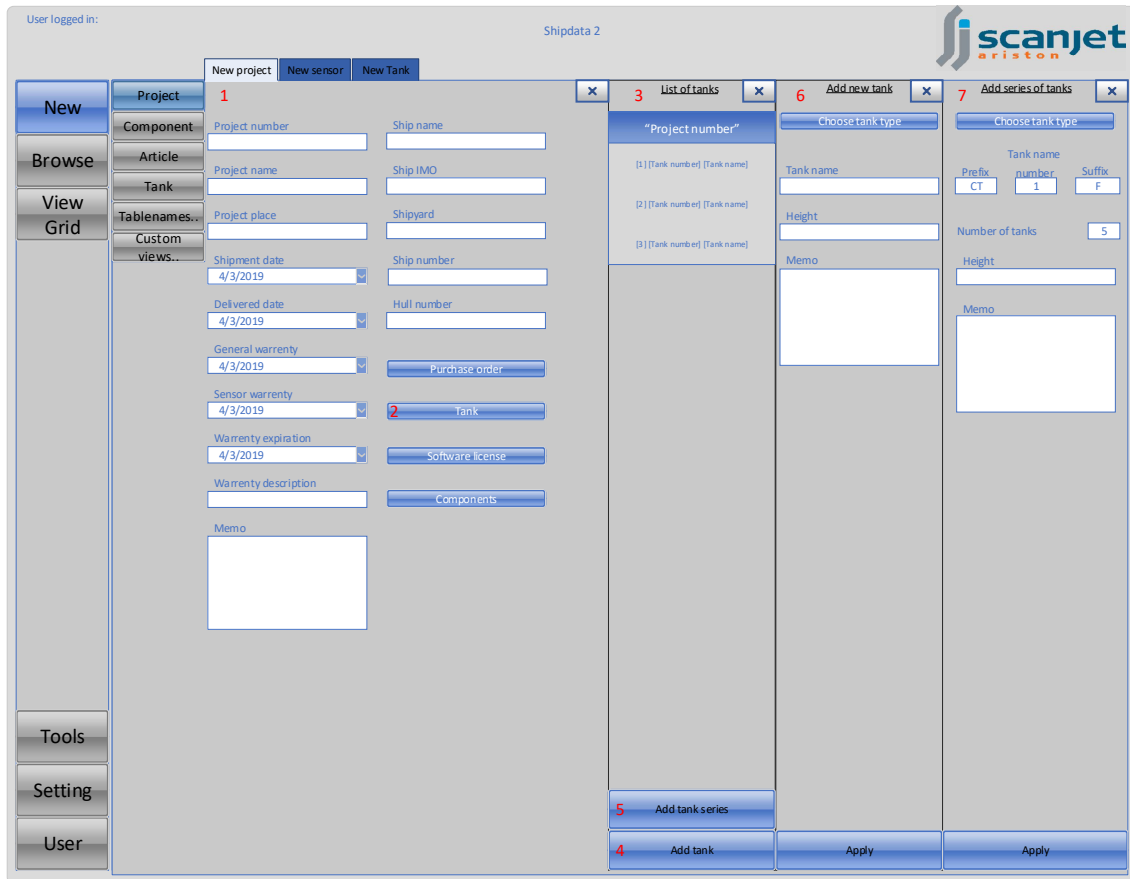 User logged in:
Shipdata 2
scanjet
ariston
New project
New sensor
New Tank
New
Browse
View
Grid
Tools
Setting
User
Project
Component
Article
Tank
Tablenames..
Custom
views..
1
×
Project number
Project name
Project place
Shipment date
4/3/2019
Delivered date
4/3/2019
General warrenty
4/3/2019
Sensor warrenty
4/3/2019
Warrenty expiration
4/3/2019
Warrenty description
Memo
Ship name
Ship IMO
Shipyard
Ship number
Hull number
Purchase order
2 Tank
Software license
Components
3 List of tanks ×
"Project number"
[1] [Tank number] [Tank name]
[2] [Tank number] [Tank name]
[3] [Tank number] [Tank name]
5 Add tank series
4 Add tank
6 Add new tank ×
Choose tank type
Tank name
Height
Memo
Apply
7 Add series of tanks ×
Choose tank type
Tank name
Prefix number Suffix
CT 1 F
Number of tanks 5
Height
Memo
Apply